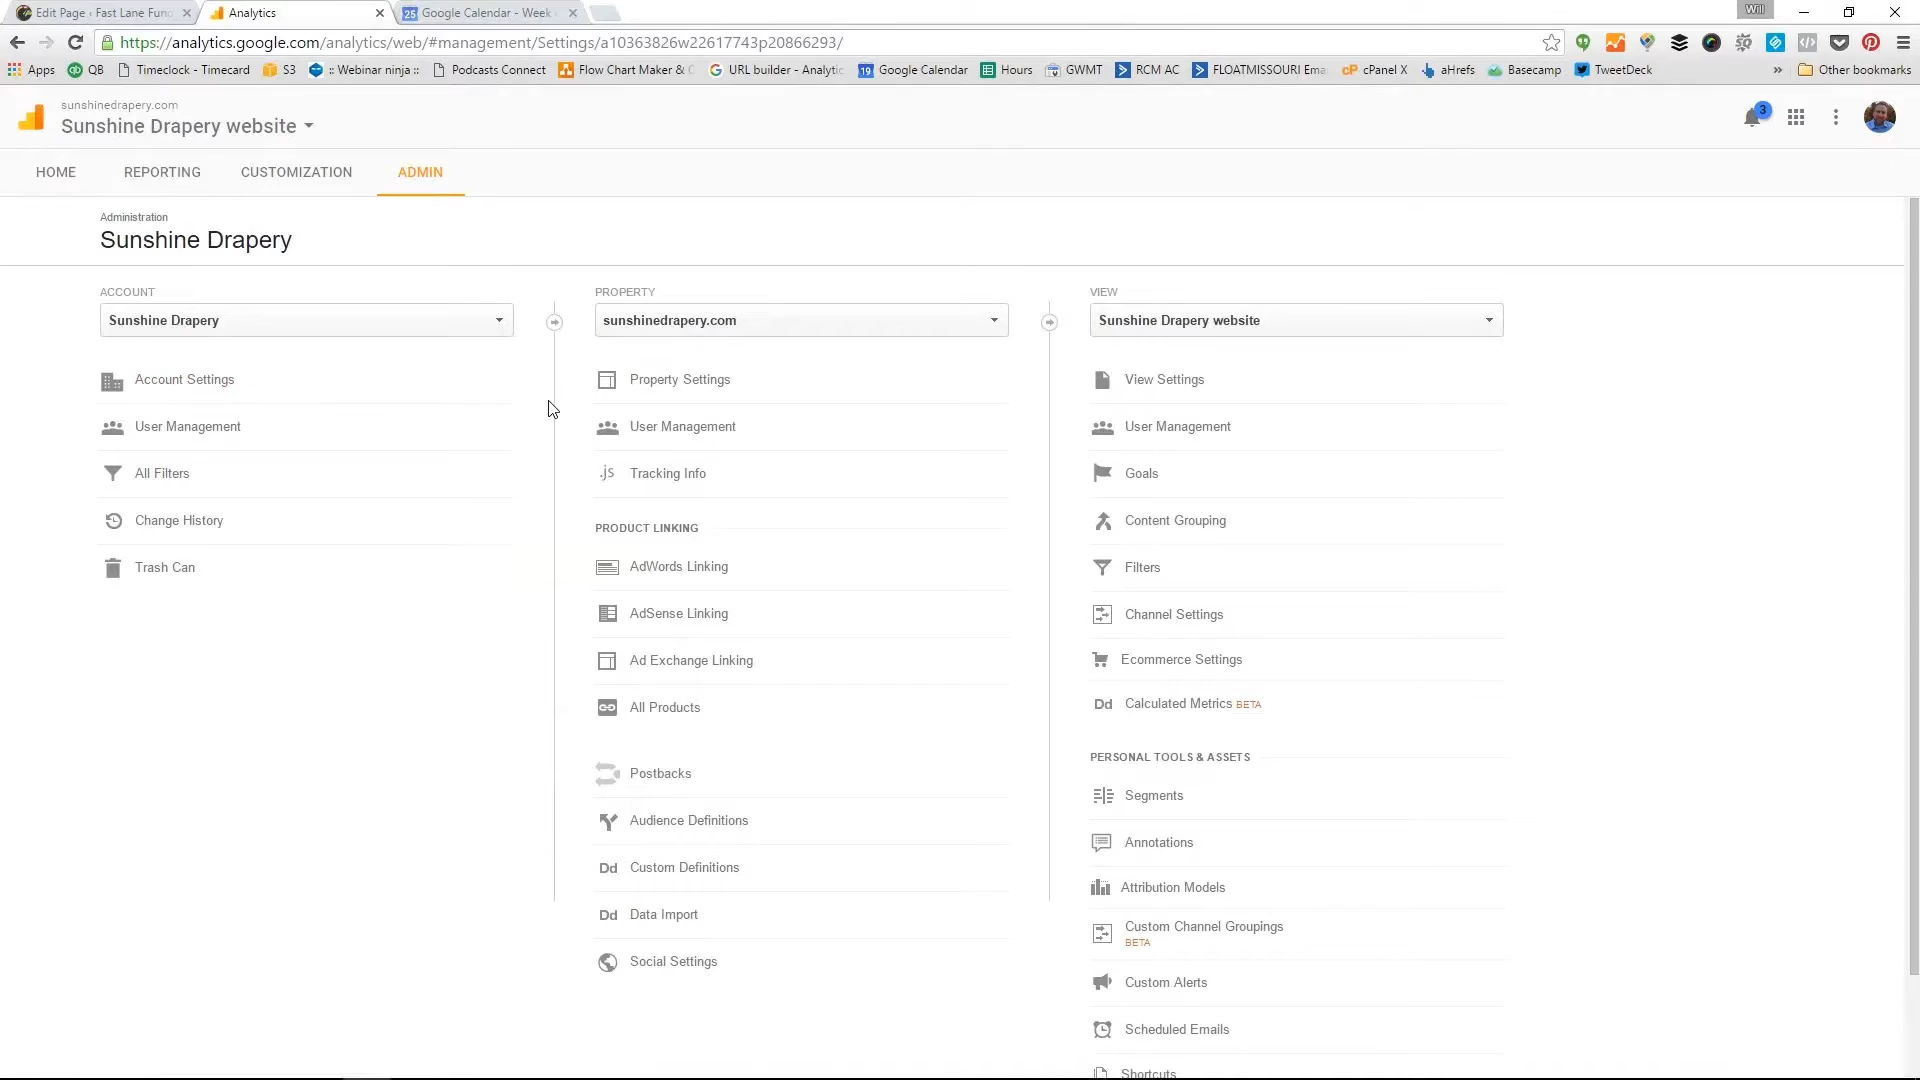 Edit Page ‹ Fast Lane Fun
Analytics
Google Calendar - Week
Will
https://analytics.google.com/analytics/web/#management/Settings/a10363826w22617743p20866293/
Apps
QB
Timeclock - Timecard
S3
:: Webinar ninja ::
Podcasts Connect
Flow Chart Maker &
URL builder - Analytic
Google Calendar
Hours
GWMT
RCM AC
FLOATMISSOURI Ema
cPanel X
aHrefs
Basecamp
TweetDeck
»
Other bookmarks
sunshinedrapery.com
Sunshine Drapery website
3
HOME
REPORTING
CUSTOMIZATION
ADMIN
Administration
Sunshine Drapery
ACCOUNT
Sunshine Drapery
Account Settings
User Management
All Filters
Change History
Trash Can
PROPERTY
sunshinedrapery.com
Property Settings
User Management
.js Tracking Info
PRODUCT LINKING
AdWords Linking
AdSense Linking
Ad Exchange Linking
All Products
Postbacks
Audience Definitions
Dd Custom Definitions
Dd Data Import
Social Settings
VIEW
Sunshine Drapery website
View Settings
User Management
Goals
Content Grouping
Filters
Channel Settings
Ecommerce Settings
Dd Calculated Metrics BETA
PERSONAL TOOLS & ASSETS
Segments
Annotations
Attribution Models
Custom Channel Groupings
BETA
Custom Alerts
Scheduled Emails
Shortcuts